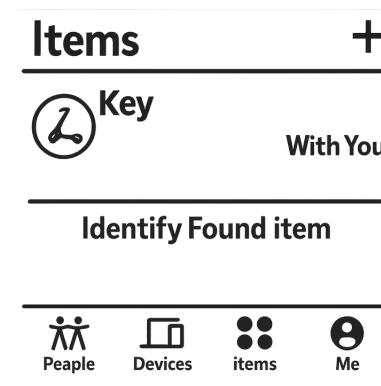 Items +
Key
With You
Identify Found item
Peaple Devices items Me